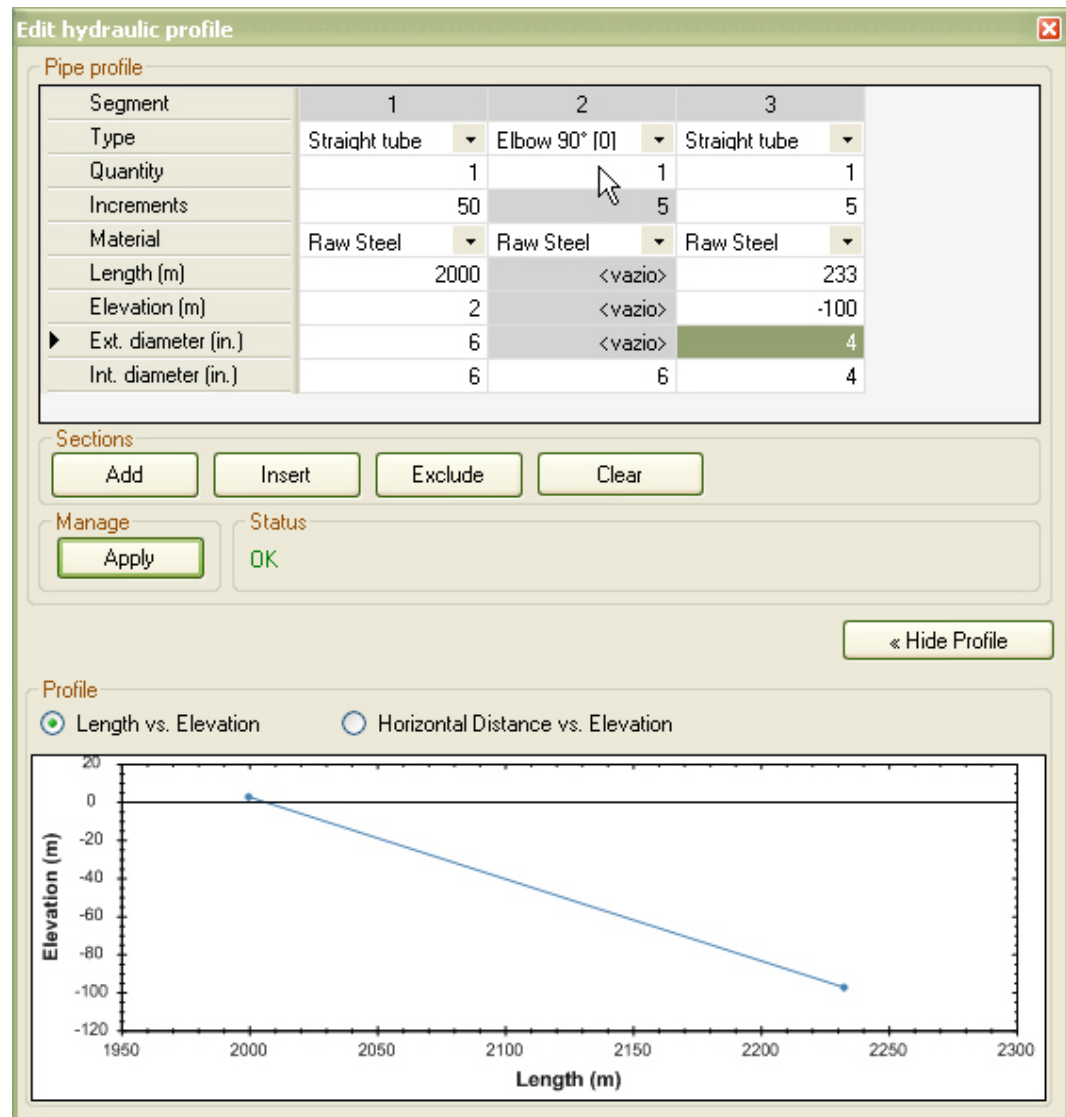 Edit hydraulic profile
Pipe profile
Segment 1 2 3
Type Straight tube Elbow 90° [0] Straight tube
Quantity 1 1 1
Increments 50 5 5
Material Raw Steel Raw Steel Raw Steel
Length (m) 2000 <vazio> 233
Elevation (m) 2 <vazio> -100
Ext. diameter (in.) 6 <vazio> 4
Int. diameter (in.) 6 6 4
Sections
Add Insert Exclude Clear
Manage Status
Apply OK
« Hide Profile
Profile
Length vs. Elevation Horizontal Distance vs. Elevation
20
0
-20
-40
-60
-80
-100
-120
Elevation (m)
1950 2000 2050 2100 2150 2200 2250 2300
Length (m)